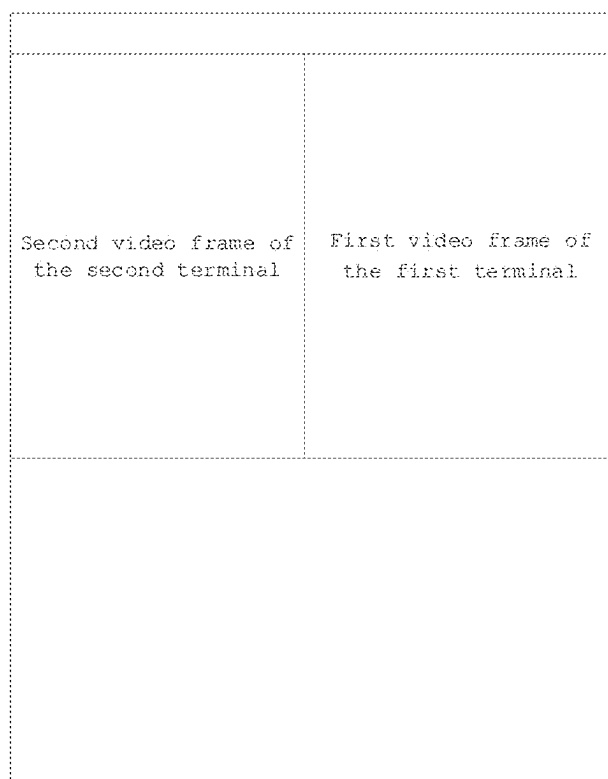 Second video frame of
the second terminal
First video frame of
the first terminal